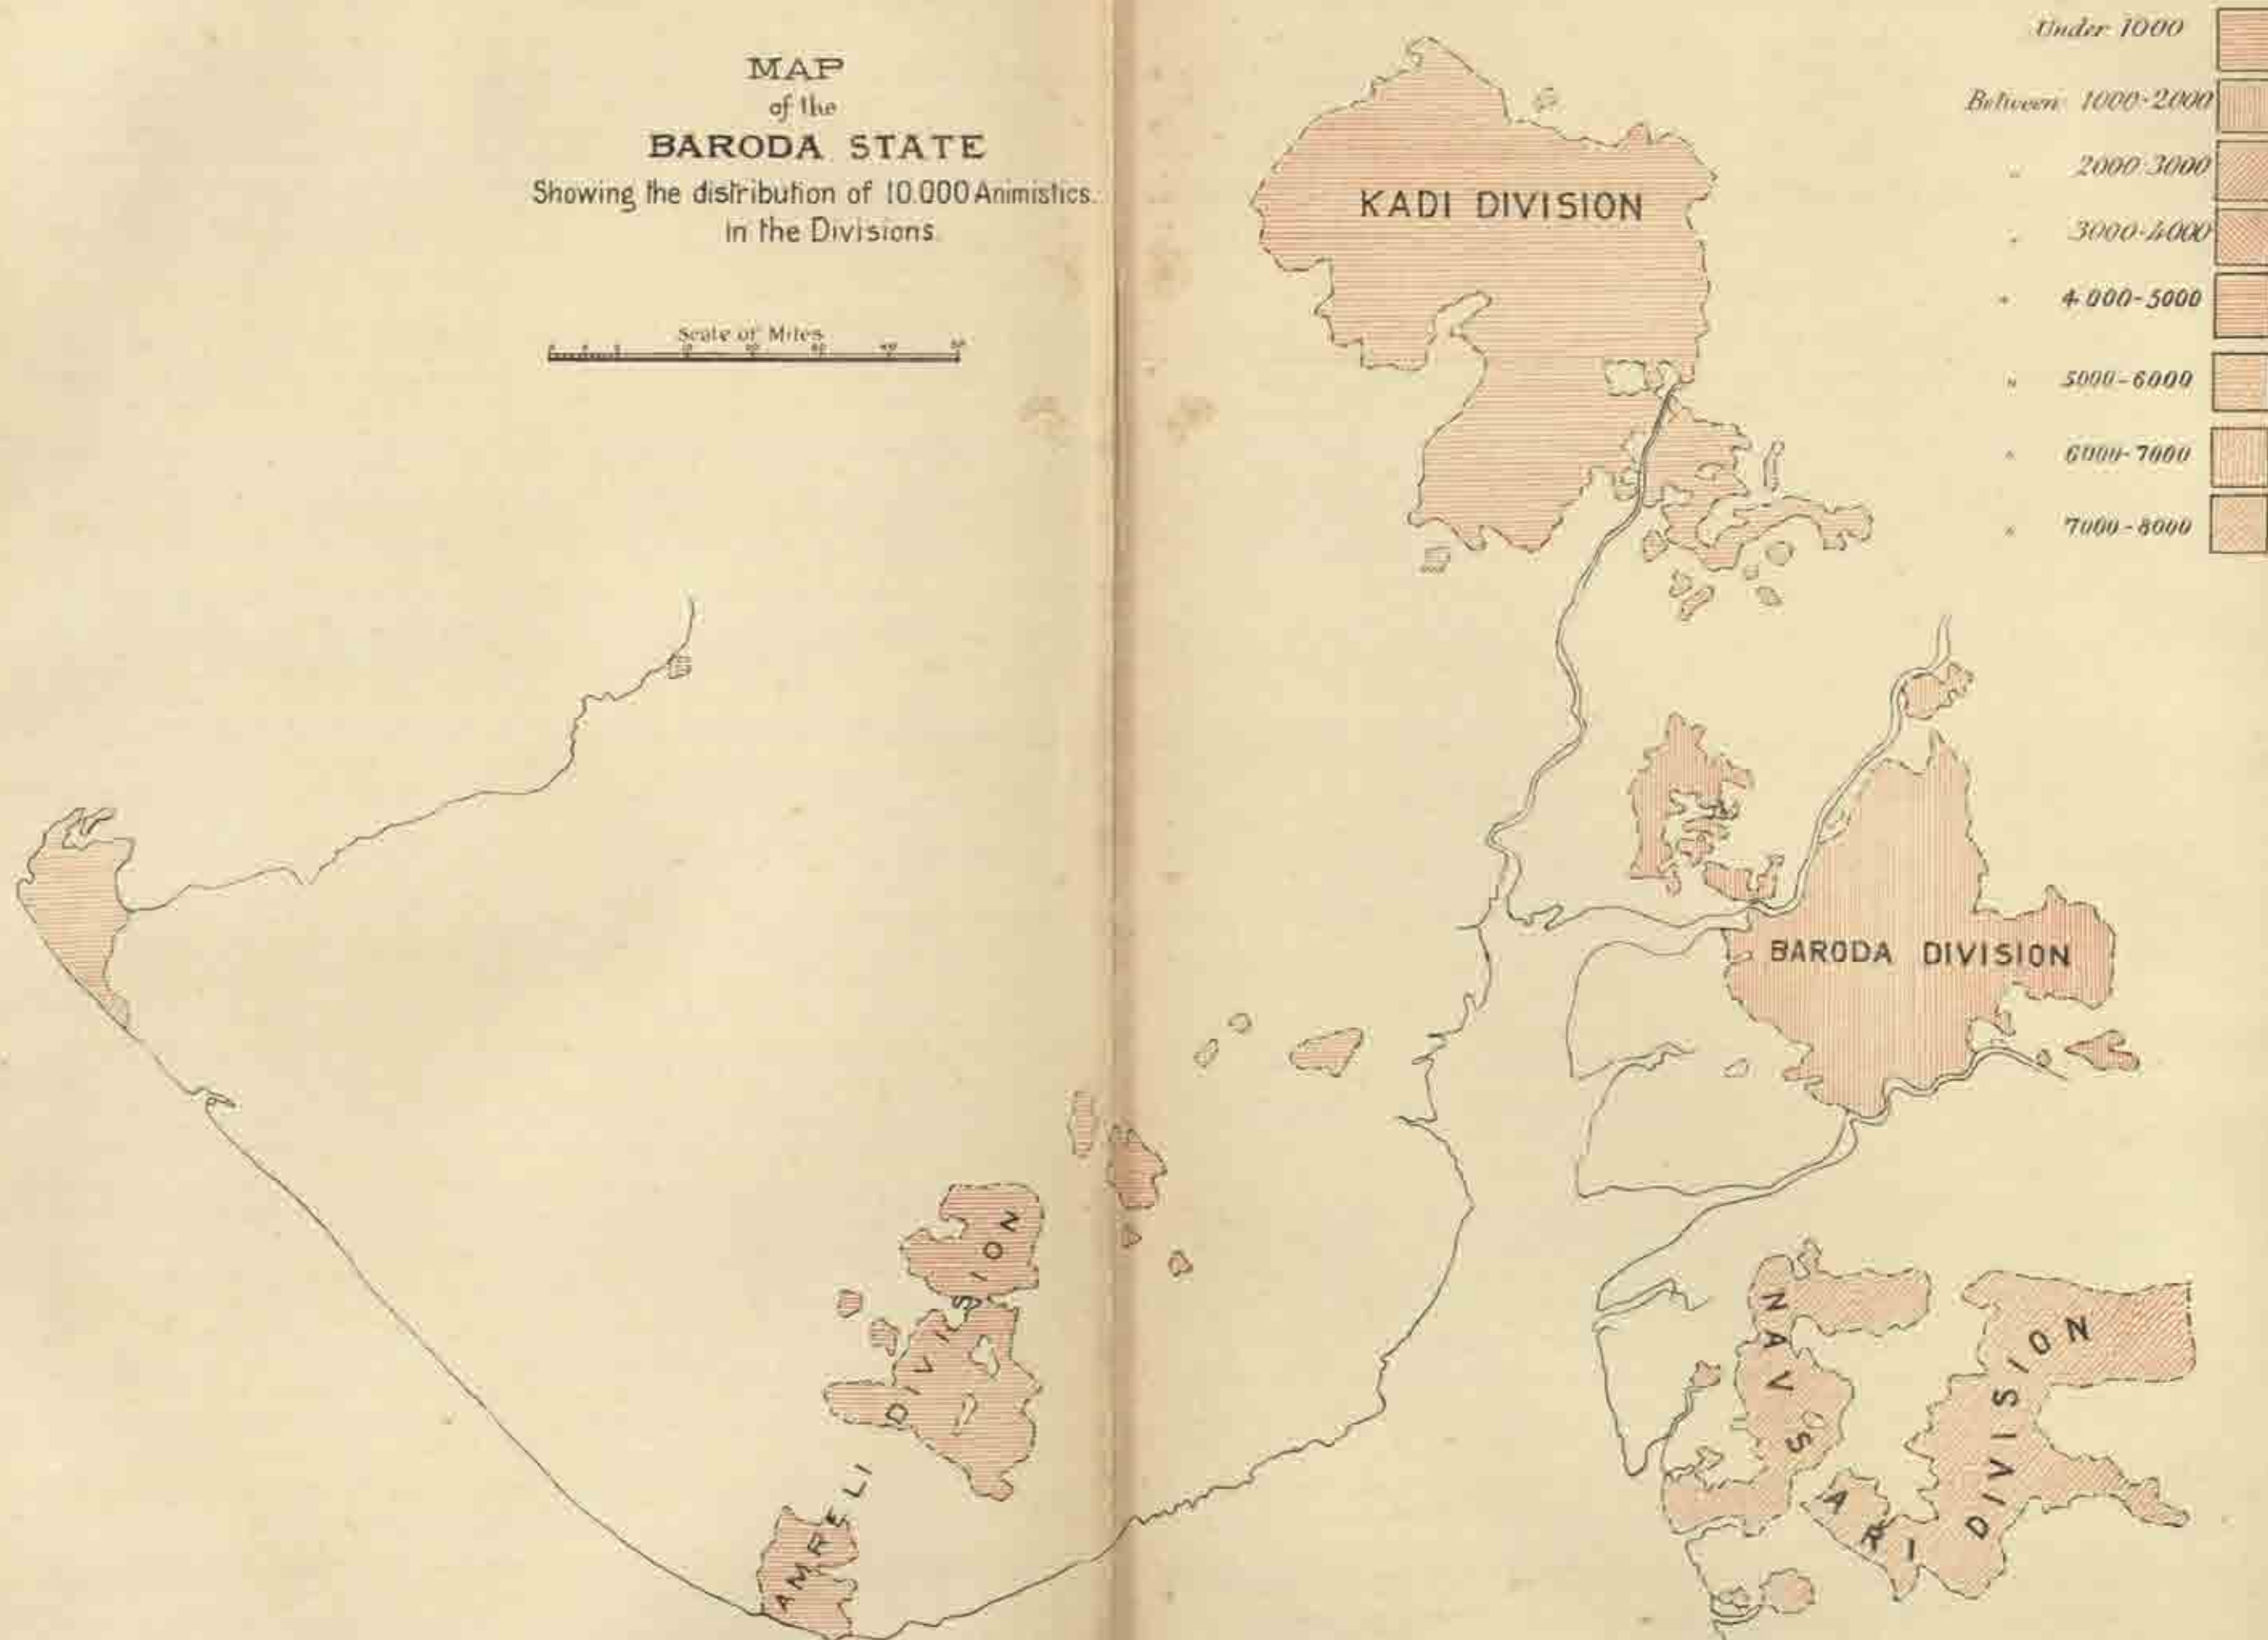 MAP
of the
BARODA STATE
Showing the distribution of 10.000 Animistics.
in the Divisions.
Scale of Miles
Under 1000
Between 1000-2000
" 2000-3000
" 3000-4000
" 4.000-5000
" 5000-6000
" 6000-7000
" 7000-8000
KADI DIVISION
BARODA DIVISION
AMRELI DIVISION
NAVSARI DIVISION